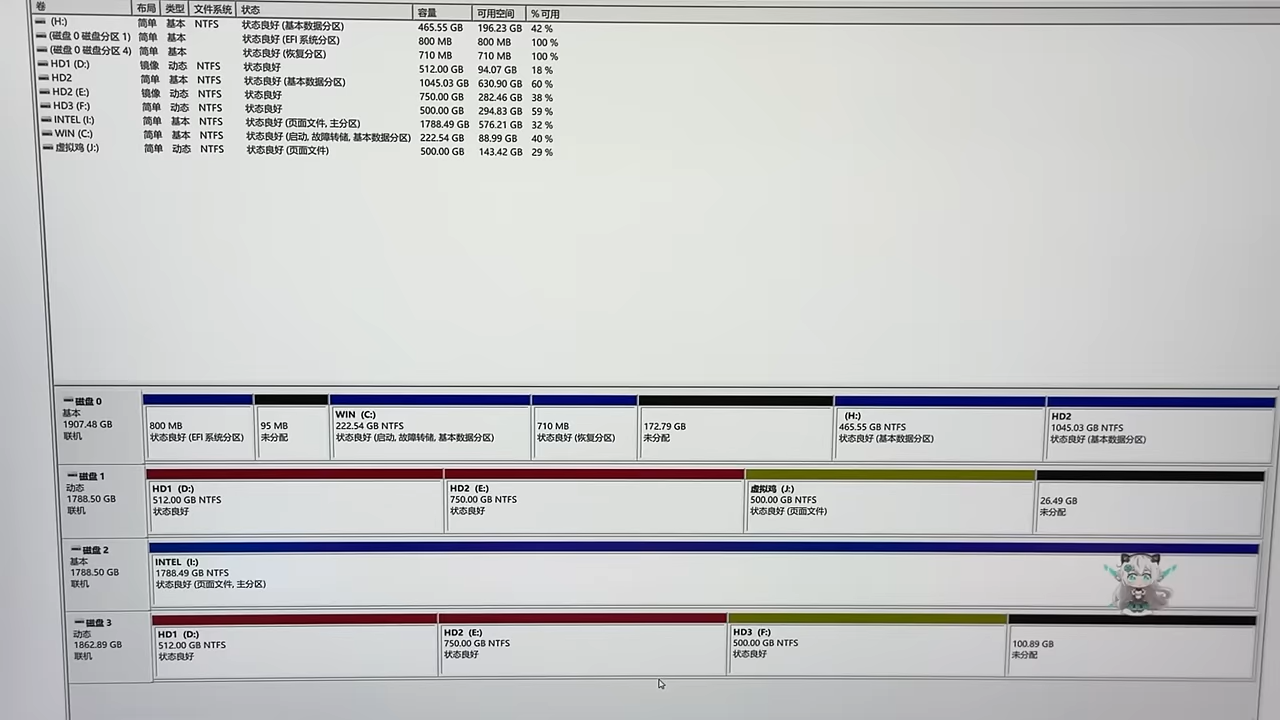 卷 布局 类型 文件系统 状态 容量 可用空间 % 可用
(H:) 简单 基本 NTFS 状态良好 (基本数据分区) 465.55 GB 196.23 GB 42 %
(磁盘 0 磁盘分区 1) 简单 基本 状态良好 (EFI 系统分区) 800 MB 800 MB 100 %
(磁盘 0 磁盘分区 4) 简单 基本 状态良好 (恢复分区) 710 MB 710 MB 100 %
HD1 (D:) 镜像 动态 NTFS 状态良好 512.00 GB 94.07 GB 18 %
HD2 简单 基本 NTFS 状态良好 (基本数据分区) 1045.03 GB 630.90 GB 60 %
HD2 (E:) 镜像 动态 NTFS 状态良好 750.00 GB 282.46 GB 38 %
HD3 (F:) 简单 动态 NTFS 状态良好 500.00 GB 294.83 GB 59 %
INTEL (I:) 简单 基本 NTFS 状态良好 (页面文件, 主分区) 1788.49 GB 576.21 GB 32 %
WIN (C:) 简单 基本 NTFS 状态良好 (启动, 故障转储, 基本数据分区) 222.54 GB 88.99 GB 40 %
虚拟鸡 (J:) 简单 动态 NTFS 状态良好 (页面文件) 500.00 GB 143.42 GB 29 %
磁盘 0
基本
1907.48 GB
联机
800 MB
状态良好 (EFI 系统分区)
95 MB
未分配
WIN (C:)
222.54 GB NTFS
状态良好 (启动, 故障转储, 基本数据分区)
710 MB
状态良好 (恢复分区)
172.79 GB
未分配
(H:)
465.55 GB NTFS
状态良好 (基本数据分区)
HD2
1045.03 GB NTFS
状态良好 (基本数据分区)
磁盘 1
动态
1788.50 GB
联机
HD1 (D:)
512.00 GB NTFS
状态良好
HD2 (E:)
750.00 GB NTFS
状态良好
虚拟鸡 (J:)
500.00 GB NTFS
状态良好 (页面文件)
26.49 GB
未分配
磁盘 2
基本
1788.50 GB
联机
INTEL (I:)
1788.49 GB NTFS
状态良好 (页面文件, 主分区)
磁盘 3
动态
1862.89 GB
联机
HD1 (D:)
512.00 GB NTFS
状态良好
HD2 (E:)
750.00 GB NTFS
状态良好
HD3 (F:)
500.00 GB NTFS
状态良好
100.89 GB
未分配